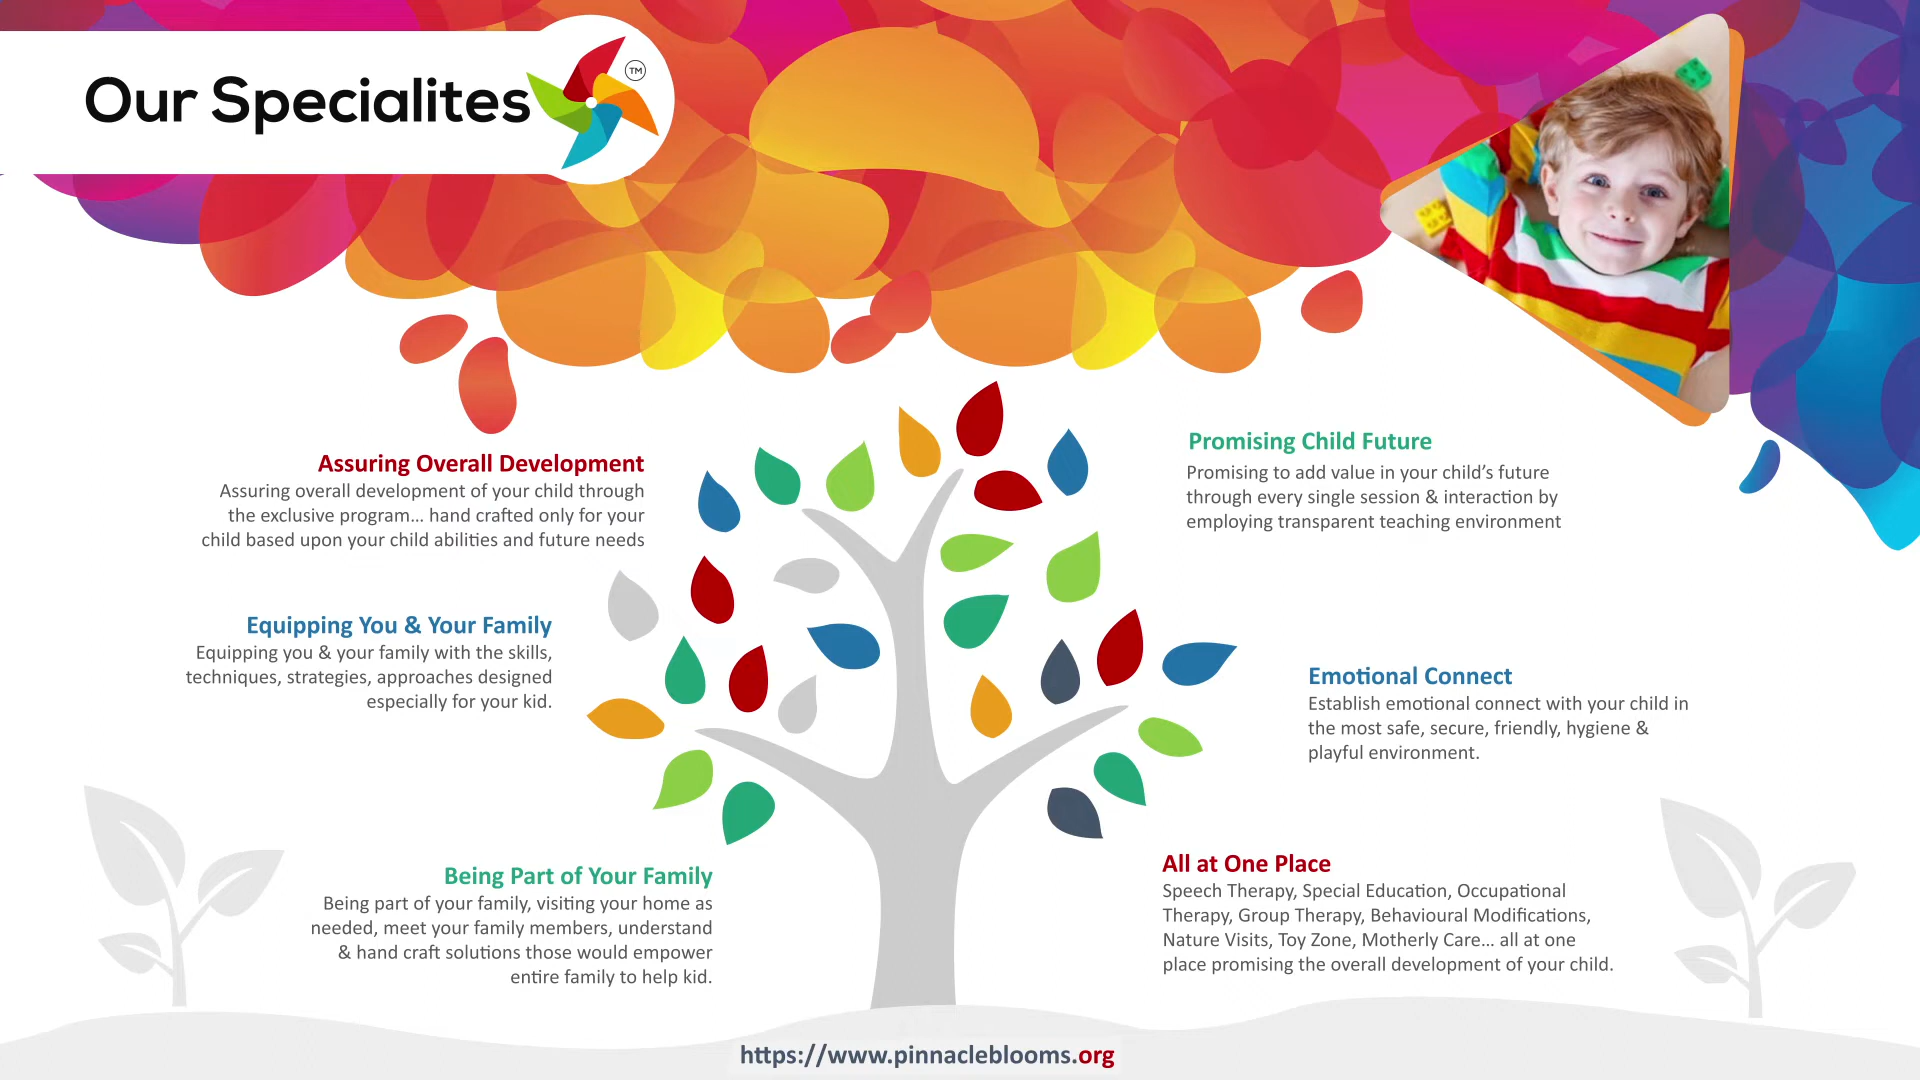 Our Specialites
TM
Assuring Overall Development
Assuring overall development of your child through
the exclusive program... hand crafted only for your
child based upon your child abilities and future needs
Equipping You & Your Family
Equipping you & your family with the skills,
techniques, strategies, approaches designed
especially for your kid.
Being Part of Your Family
Being part of your family, visiting your home as
needed, meet your family members, understand
& hand craft solutions those would empower
entire family to help kid.
Promising Child Future
Promising to add value in your child’s future
through every single session & interaction by
employing transparent teaching environment
Emotional Connect
Establish emotional connect with your child in
the most safe, secure, friendly, hygiene &
playful environment.
All at One Place
Speech Therapy, Special Education, Occupational
Therapy, Group Therapy, Behavioural Modifications,
Nature Visits, Toy Zone, Motherly Care... all at one
place promising the overall development of your child.
https://www.pinnacleblooms.org